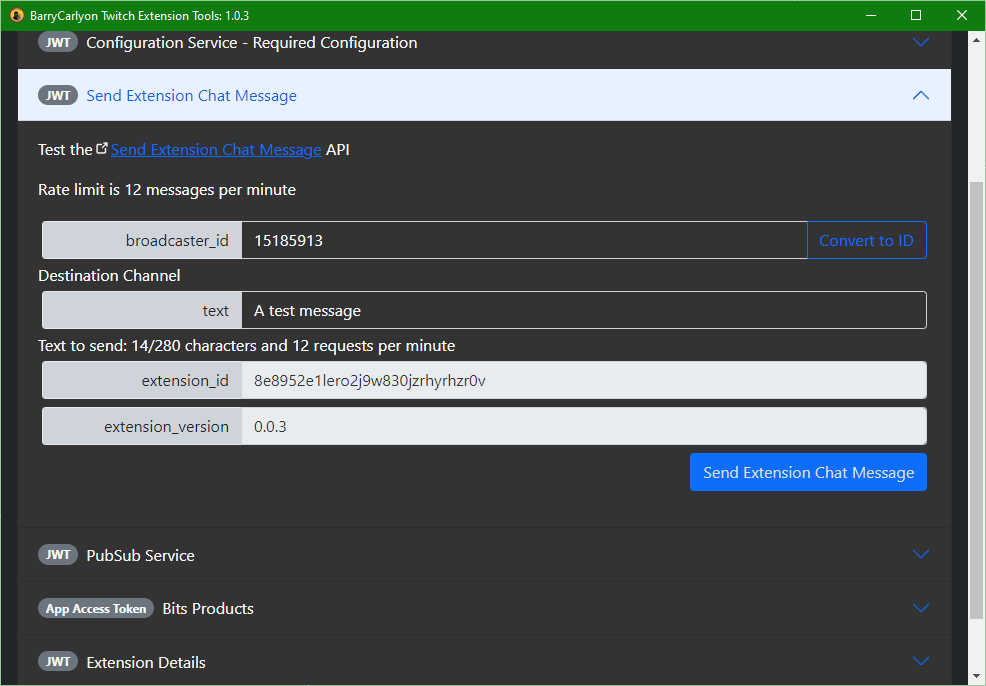 BarryCarlyon Twitch Extension Tools: 1.0.3
JWT Configuration Service - Required Configuration
JWT Send Extension Chat Message
Test the Send Extension Chat Message API
Rate limit is 12 messages per minute
broadcaster_id 15185913 Convert to ID
Destination Channel
text A test message
Text to send: 14/280 characters and 12 requests per minute
extension_id 8e8952e1lero2j9w830jzrhyrhzr0v
extension_version 0.0.3
Send Extension Chat Message
JWT PubSub Service
App Access Token Bits Products
JWT Extension Details